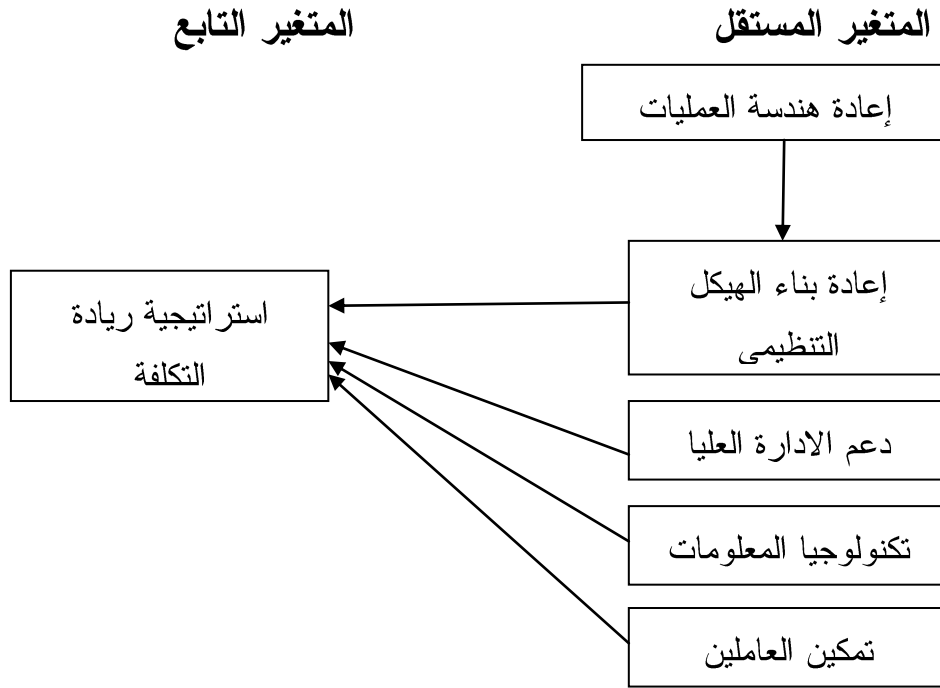 المتغير المستقل
المتغير التابع
إعادة هندسة العمليات
إعادة بناء الهيكل
التنظيمى
استراتيجية ريادة
التكلفة
دعم الادارة العليا
تكنولوجيا المعلومات
تمكين العاملين